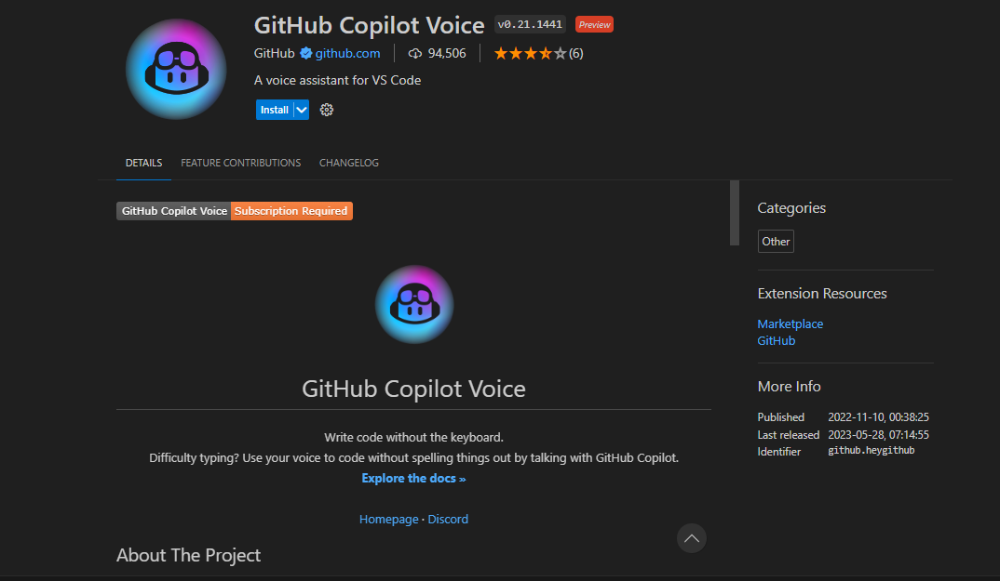 GitHub Copilot Voice v0.21.1441 Preview
GitHub github.com 94,506 (6)
A voice assistant for VS Code
Install
DETAILS FEATURE CONTRIBUTIONS CHANGELOG
GitHub Copilot Voice Subscription Required
GitHub Copilot Voice
Write code without the keyboard.
Difficulty typing? Use your voice to code without spelling things out by talking with GitHub Copilot.
Explore the docs »
Homepage · Discord
About The Project
Categories
Other
Extension Resources
Marketplace
GitHub
More Info
Published 2022-11-10, 00:38:25
Last released 2023-05-28, 07:14:55
Identifier github.heygithub